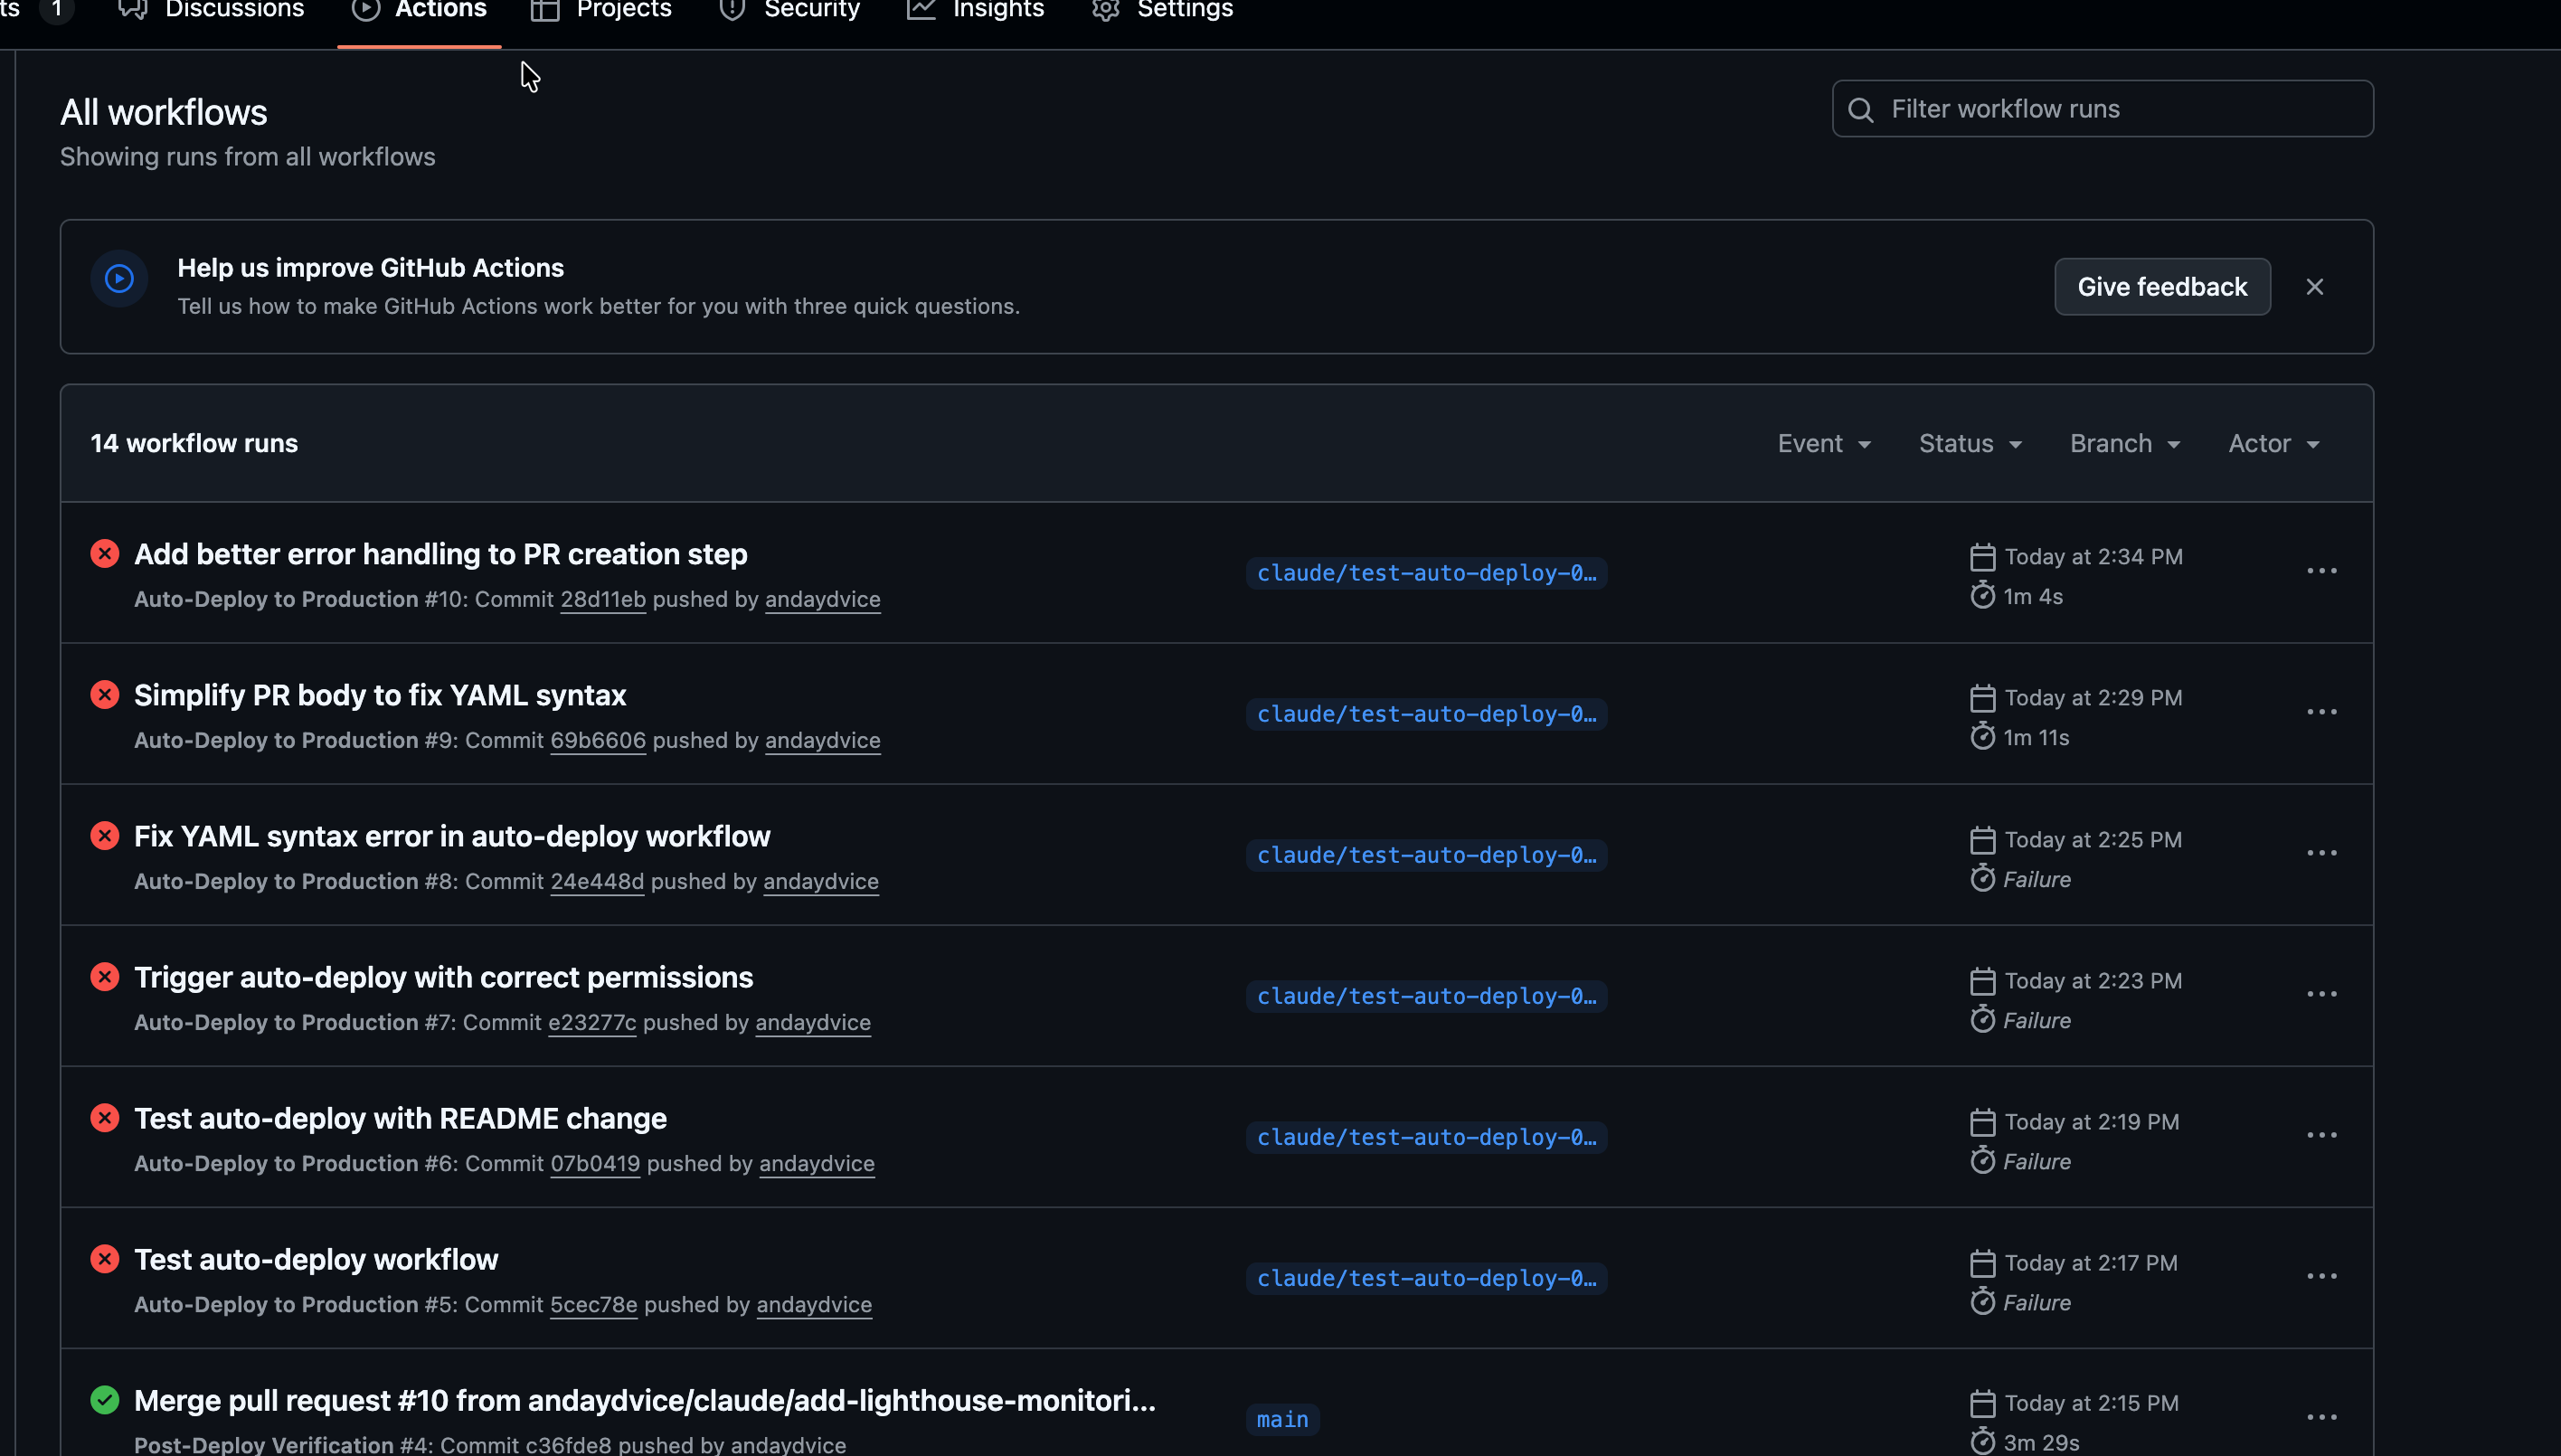 ts 1 Discussions Actions Projects Security Insights Settings
All workflows
Filter workflow runs
Showing runs from all workflows
Help us improve GitHub Actions
Tell us how to make GitHub Actions work better for you with three quick questions.
Give feedback
14 workflow runs
Event Status Branch Actor
Add better error handling to PR creation step
Auto-Deploy to Production #10: Commit 28d11eb pushed by andaydvice
claude/test-auto-deploy-0…
Today at 2:34 PM
1m 4s
Simplify PR body to fix YAML syntax
Auto-Deploy to Production #9: Commit 69b6606 pushed by andaydvice
claude/test-auto-deploy-0…
Today at 2:29 PM
1m 11s
Fix YAML syntax error in auto-deploy workflow
Auto-Deploy to Production #8: Commit 24e448d pushed by andaydvice
claude/test-auto-deploy-0…
Today at 2:25 PM
Failure
Trigger auto-deploy with correct permissions
Auto-Deploy to Production #7: Commit e23277c pushed by andaydvice
claude/test-auto-deploy-0…
Today at 2:23 PM
Failure
Test auto-deploy with README change
Auto-Deploy to Production #6: Commit 07b0419 pushed by andaydvice
claude/test-auto-deploy-0…
Today at 2:19 PM
Failure
Test auto-deploy workflow
Auto-Deploy to Production #5: Commit 5cec78e pushed by andaydvice
claude/test-auto-deploy-0…
Today at 2:17 PM
Failure
Merge pull request #10 from andaydvice/claude/add-lighthouse-monitori…
Post-Deploy Verification #4: Commit c36fde8 pushed by andaydvice
main
Today at 2:15 PM
3m 29s